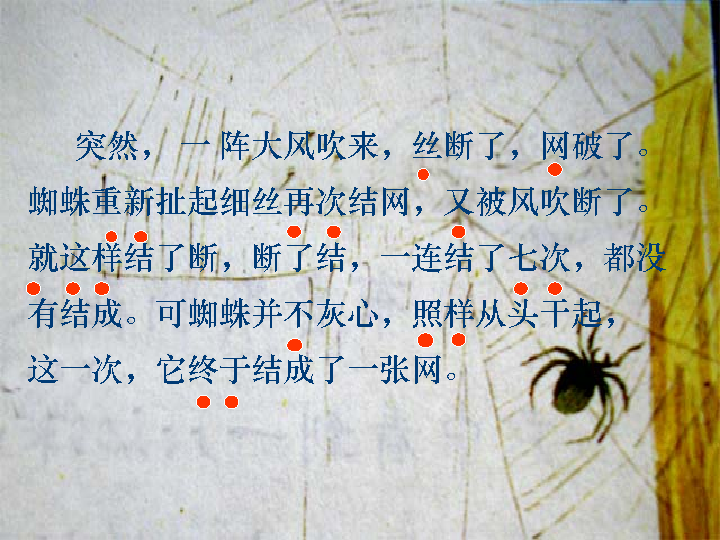 突然，一阵大风吹来，丝断了，网破了。
蜘蛛重新扯起细丝再次结网，又被风吹断了。
就这样结了断，断了结，一连结了七次，都没
有结成。可蜘蛛并不灰心，照样从头干起，
这一次，它终于结成了一张网。